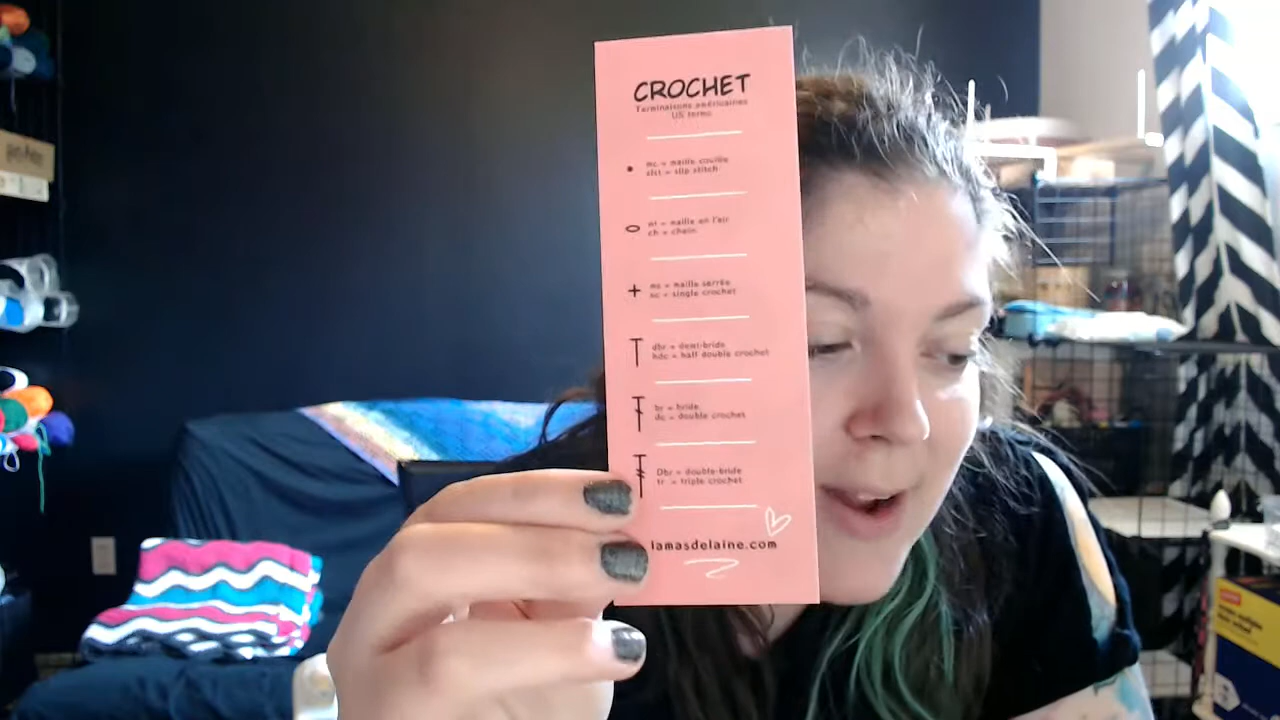 CROCHET
Terminaisons américaines
US terms
mc = maille coulée
slst = slip stitch
ml = maille en l'air
ch = chain
ms = maille serrée
sc = single crochet
dbr = demi-bride
hdc = half double crochet
br = bride
dc = double crochet
Dbr = double-bride
tr = triple crochet
lamasdelaine.com